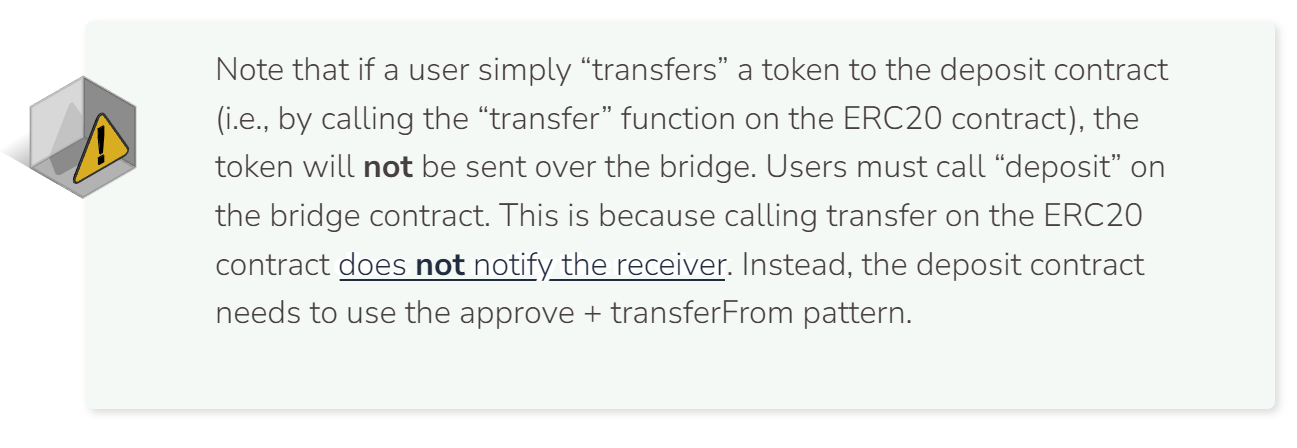 Note that if a user simply “transfers” a token to the deposit contract
(i.e., by calling the “transfer” function on the ERC20 contract), the
token will not be sent over the bridge. Users must call “deposit” on
the bridge contract. This is because calling transfer on the ERC20
contract does not notify the receiver. Instead, the deposit contract
needs to use the approve + transferFrom pattern.